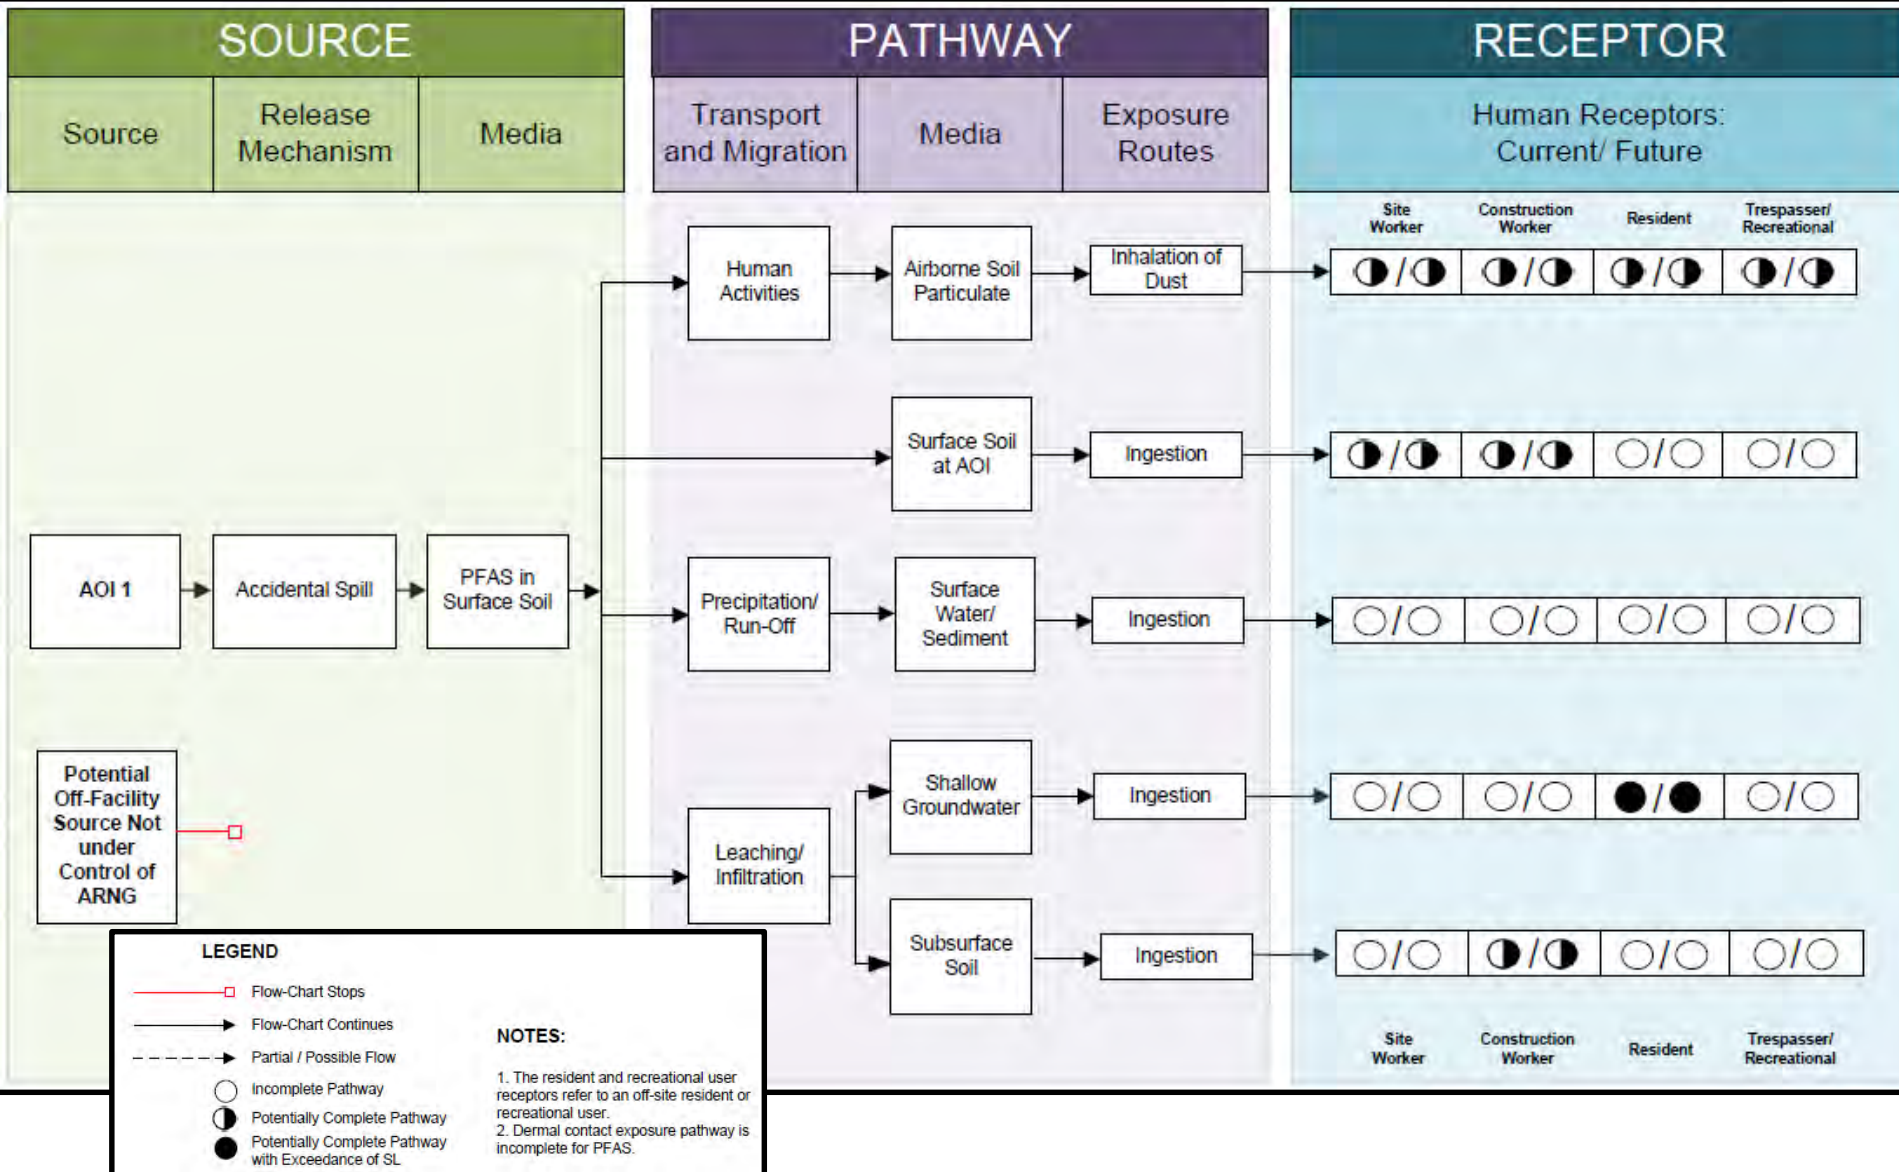 SOURCE
PATHWAY
RECEPTOR
Source
Release
Mechanism
Media
Transport
and Migration
Media
Exposure
Routes
Human Receptors:
Current/ Future
Site
Worker
Construction
Worker
Resident
Trespasser/
Recreational
Human
Activities
Airborne Soil
Particulate
Inhalation of
Dust
/
/
/
/
Surface Soil
at AOI
Ingestion
/
/
/
/
AOI 1
Accidental Spill
PFAS in
Surface Soil
Precipitation/
Run-Off
Surface
Water/
Sediment
Ingestion
/
/
/
/
Potential
Off-Facility
Source Not
under
Control of
ARNG
Leaching/
Infiltration
Shallow
Groundwater
Ingestion
/
/
/
/
Subsurface
Soil
Ingestion
/
/
/
/
Site
Worker
Construction
Worker
Resident
Trespasser/
Recreational
LEGEND
Flow-Chart Stops
Flow-Chart Continues
Partial / Possible Flow
Incomplete Pathway
Potentially Complete Pathway
Potentially Complete Pathway
with Exceedance of SL
NOTES:
1. The resident and recreational user
receptors refer to an off-site resident or
recreational user.
2. Dermal contact exposure pathway is
incomplete for PFAS.